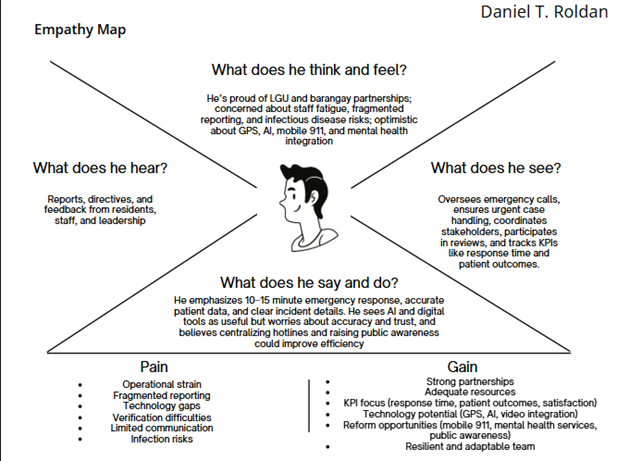 Daniel T. Roldan
Empathy Map
What does he think and feel?
He's proud of LGU and barangay partnerships;
concerned about staff fatigue, fragmented
reporting, and infectious disease risks; optimistic
about GPS, AI, mobile 911, and mental health
integration
What does he hear?
Reports, directives, and
feedback from residents,
staff, and leadership
What does he see?
Oversees emergency calls,
ensures urgent case
handling, coordinates
stakeholders, participates
in reviews, and tracks KPIs
like response time and
patient outcomes.
What does he say and do?
He emphasizes 10–15 minute emergency response, accurate
patient data, and clear incident details. He sees AI and digital
tools as useful but worries about accuracy and trust, and
believes centralizing hotlines and raising public awareness
could improve efficiency
Pain
• Operational strain
• Fragmented reporting
• Technology gaps
• Verification difficulties
• Limited communication
• Infection risks
Gain
• Strong partnerships
• Adequate resources
• KPI focus (response time, patient outcomes, satisfaction)
• Technology potential (GPS, AI, video integration)
• Reform opportunities (mobile 911, mental health services,
public awareness)
• Resilient and adaptable team